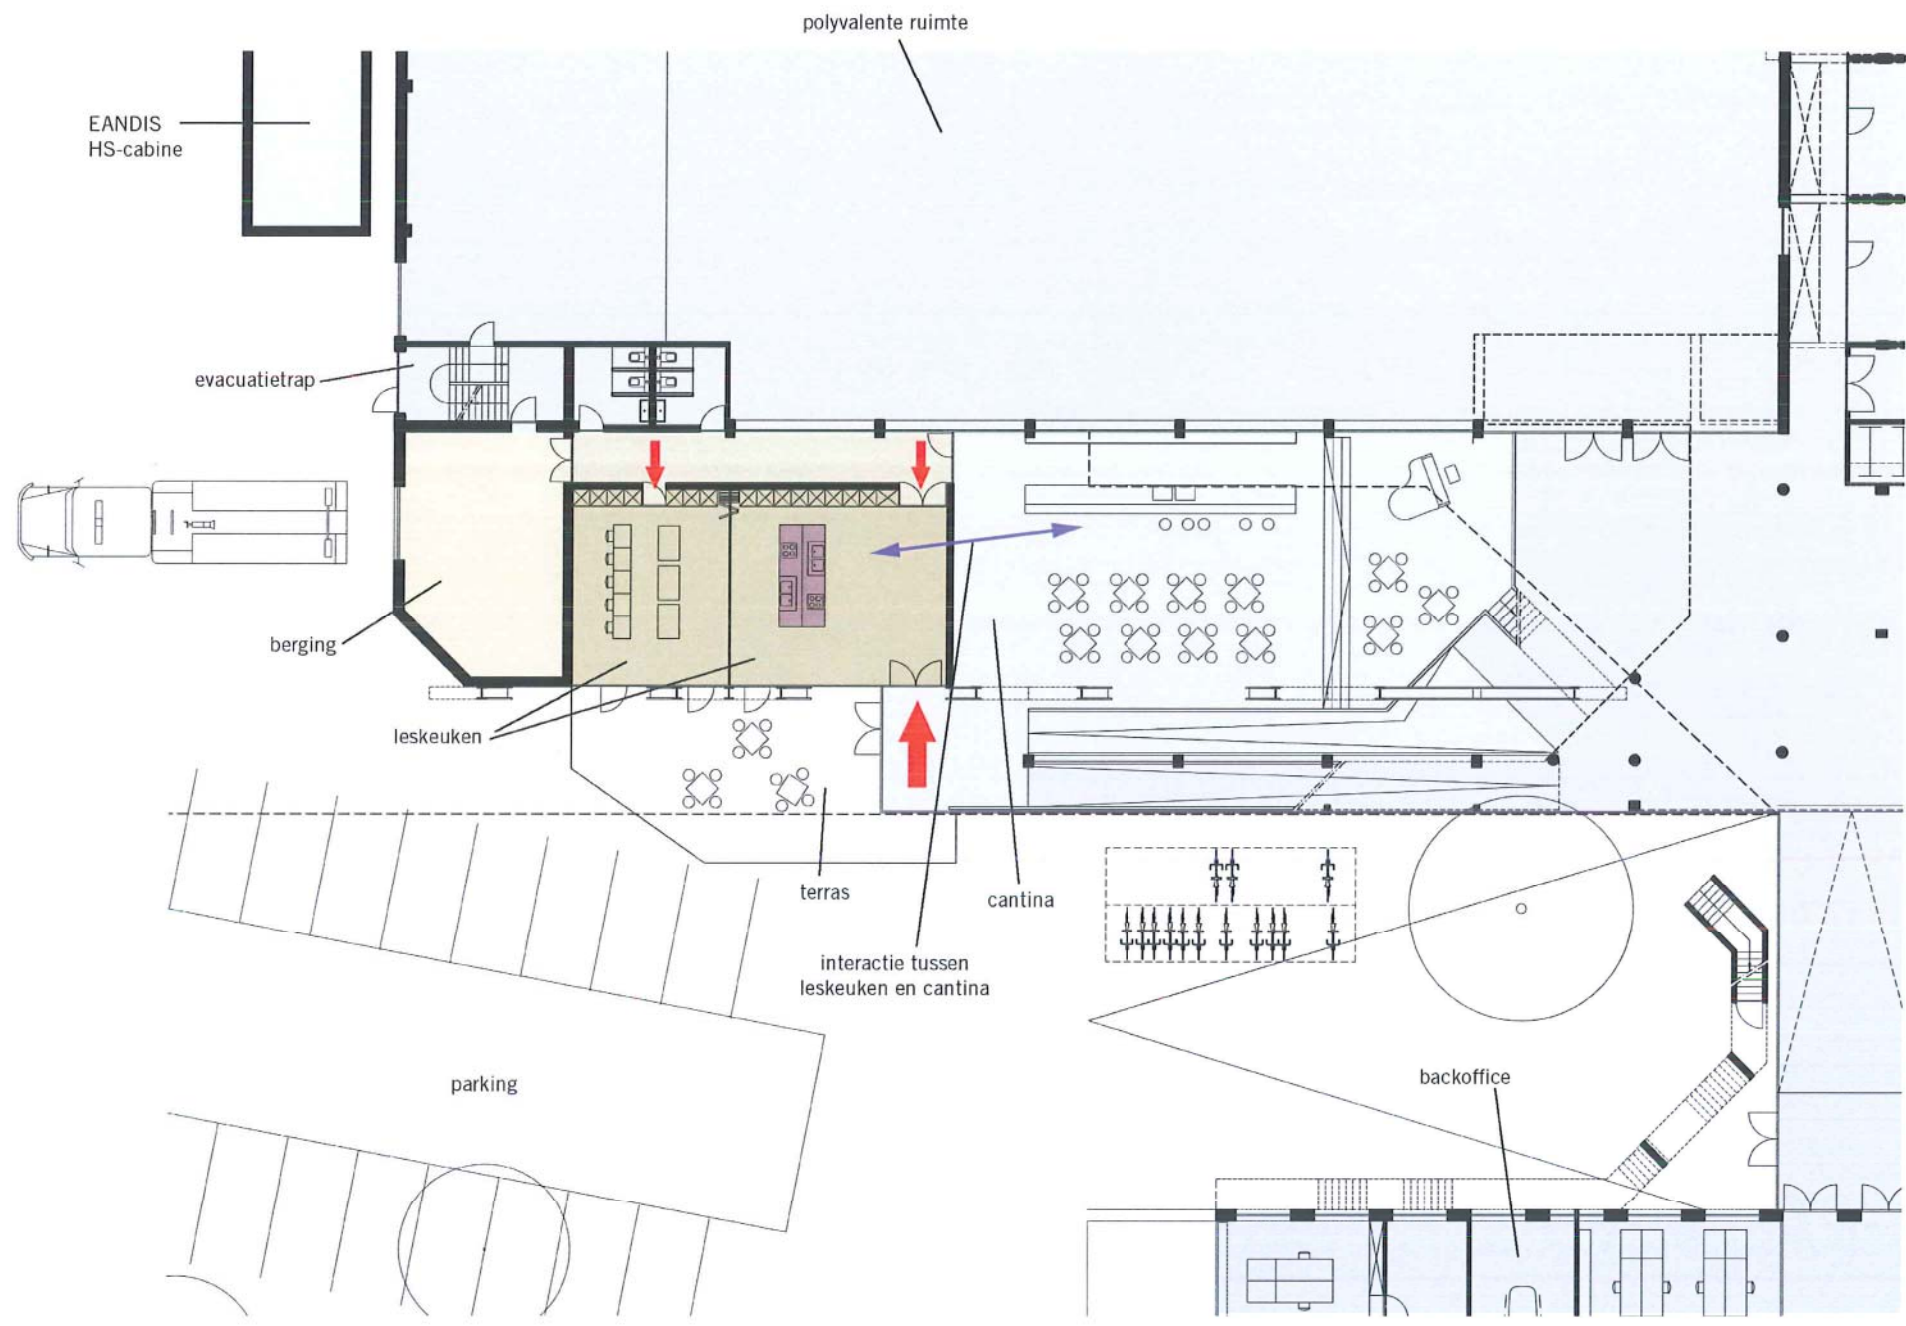 polyvalente ruimte
EANDIS
HS-cabine
evacuatietrap
berging
leskeuken
terras
cantina
interactie tussen
leskeuken en cantina
parking
backoffice